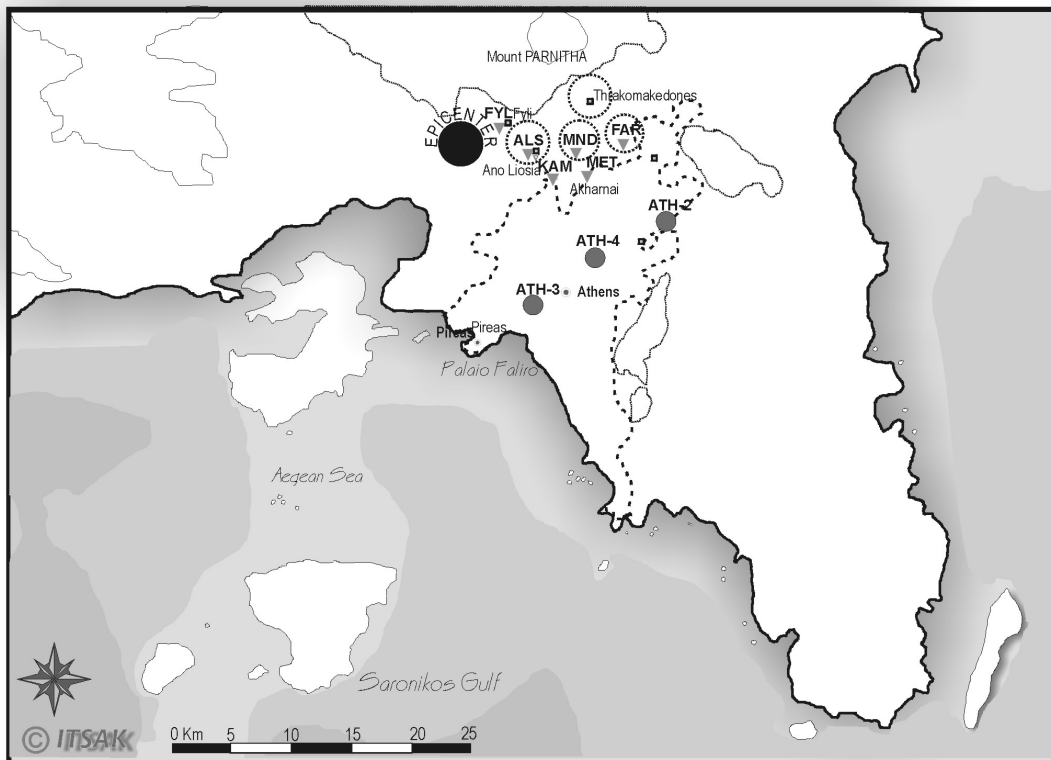 Mount PARNITHA
Thrakomakedones
EPICENTER
FYL
Fyli
ALS
MND
FAR
Ano Liosia
KAM
MET
Akharnai
ATH-2
ATH-4
ATH-3
Athens
Pireas
Pireas
Palaio Faliro
Aegean Sea
Saronikos Gulf
© ITSAK
0 Km 5 10 15 20 25